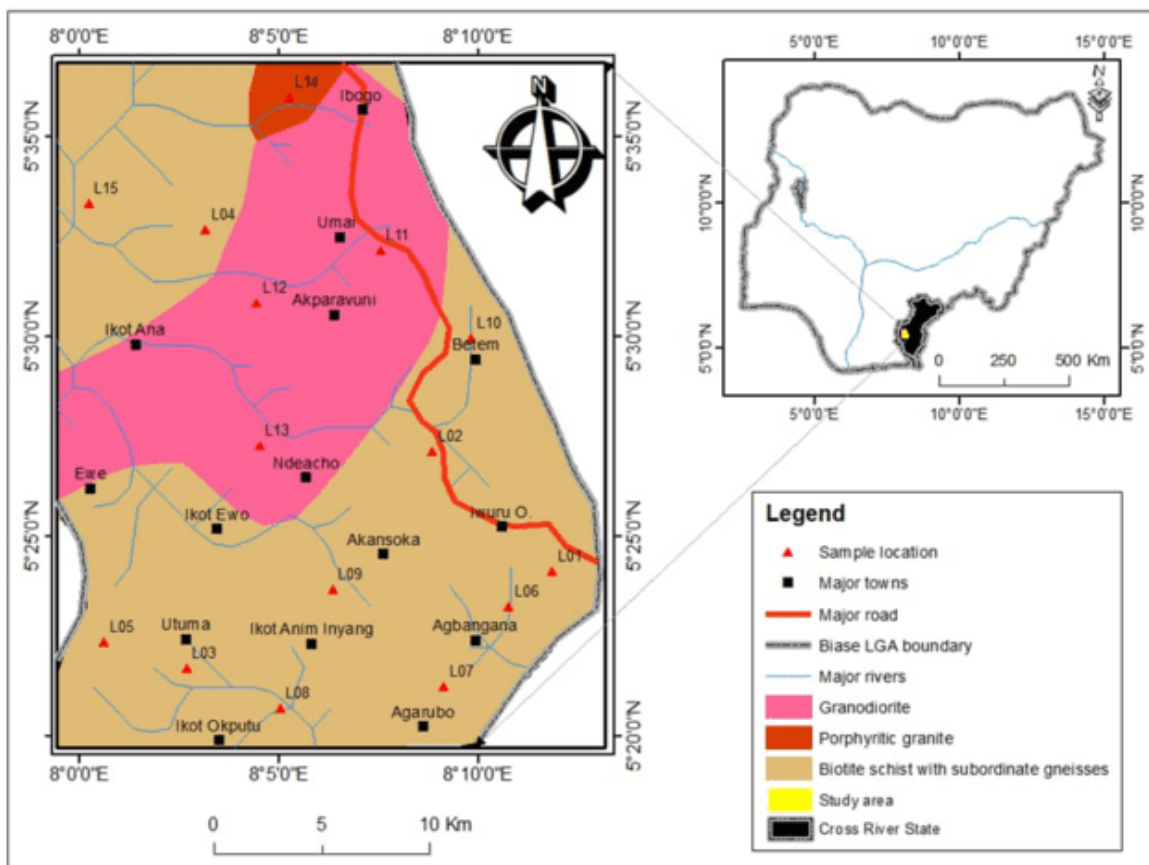 8°0'0"E 8°5'0"E 8°10'0"E
5°35'0"N
5°30'0"N
5°25'0"N
5°20'0"N
N
L14
Ibogo
L15
L04
Umai
L11
L12
Akparavuni
Ikot Ana
L10
Betem
L13
L02
Ndeacho
Ewe
Ikot Ewo
Iwuru O.
Akansoka
L01
L09
L06
Utuma
Ikot Anim Inyang
Agbangana
L05
L03
L07
L08
Agarubo
Ikot Okputu
5°35'0"N
5°30'0"N
5°25'0"N
5°20'0"N
8°0'0"E 8°5'0"E 8°10'0"E
0 5 10 Km
5°0'0"E 10°0'0"E 15°0'0"E
N
10°0'0"N
5°0'0"N
10°0'0"N
5°0'0"N
0 250 500 Km
5°0'0"E 10°0'0"E 15°0'0"E
Legend
Sample location
Major towns
Major road
Biase LGA boundary
Major rivers
Granodiorite
Porphyritic granite
Biotite schist with subordinate gneisses
Study area
Cross River State